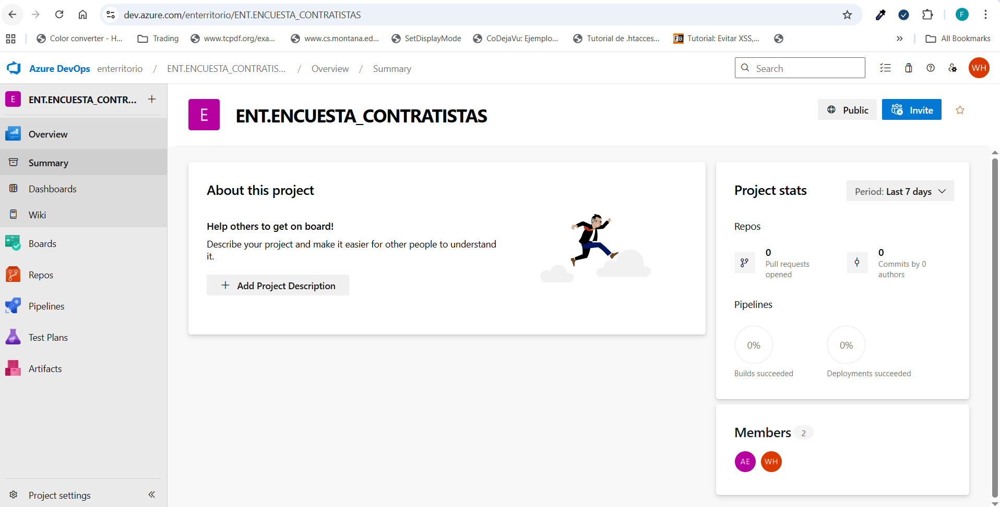 dev.azure.com/enterritorio/ENT.ENCUESTA_CONTRATISTAS
F
Color converter - H...
Trading
www.tcpdf.org/exa...
www.cs.montana.ed...
SetDisplayMode
CoDejaVu: Ejemplo...
Tutorial de .htacces...
FB
Tutorial: Evitar XSS,...
All Bookmarks
Azure DevOps enterritorio / ENT.ENCUESTA_CONTRATIS... / Overview / Summary
Search
WH
E ENT.ENCUESTA_CONTR...
Overview
Summary
Dashboards
Wiki
Boards
Repos
Pipelines
Test Plans
Artifacts
Project settings
E ENT.ENCUESTA_CONTRATISTAS
Public
Invite
About this project
Help others to get on board!
Describe your project and make it easier for other people to understand
it.
Add Project Description
Project stats
Period: Last 7 days
Repos
0
Pull requests
opened
0
Commits by 0
authors
Pipelines
0%
Builds succeeded
0%
Deployments succeeded
Members 2
AE WH